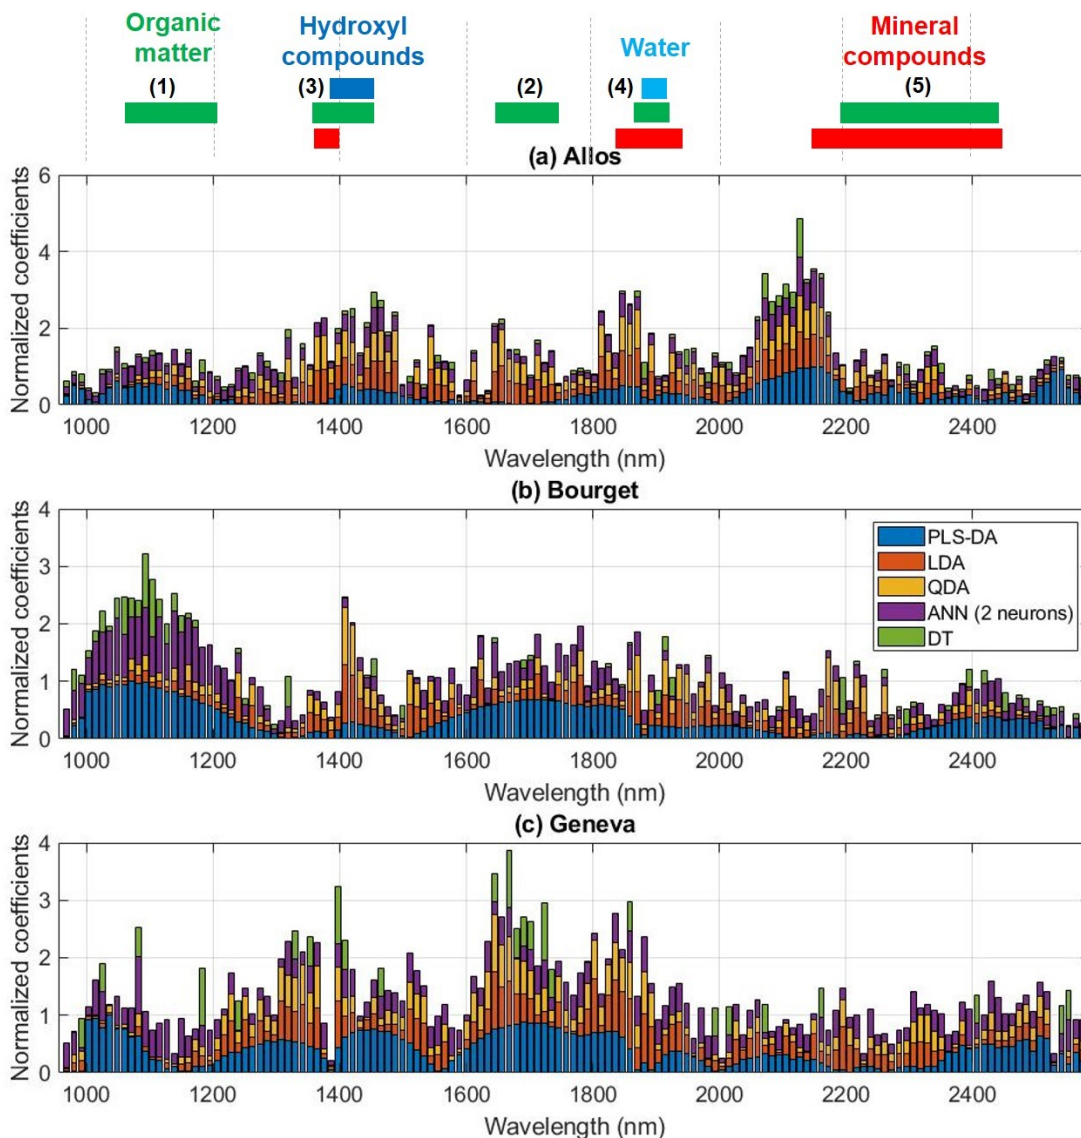 Organic
matter
Hydroxyl
compounds
Water
Mineral
compounds
(1)
(3)
(2)
(4)
(5)
(a) Allos
6
4
2
0
Normalized coefficients
1000 1200 1400 1600 1800 2000 2200 2400
Wavelength (nm)
(b) Bourget
4
3
2
1
0
Normalized coefficients
PLS-DA
LDA
QDA
ANN (2 neurons)
DT
1000 1200 1400 1600 1800 2000 2200 2400
Wavelength (nm)
(c) Geneva
4
3
2
1
0
Normalized coefficients
1000 1200 1400 1600 1800 2000 2200 2400
Wavelength (nm)